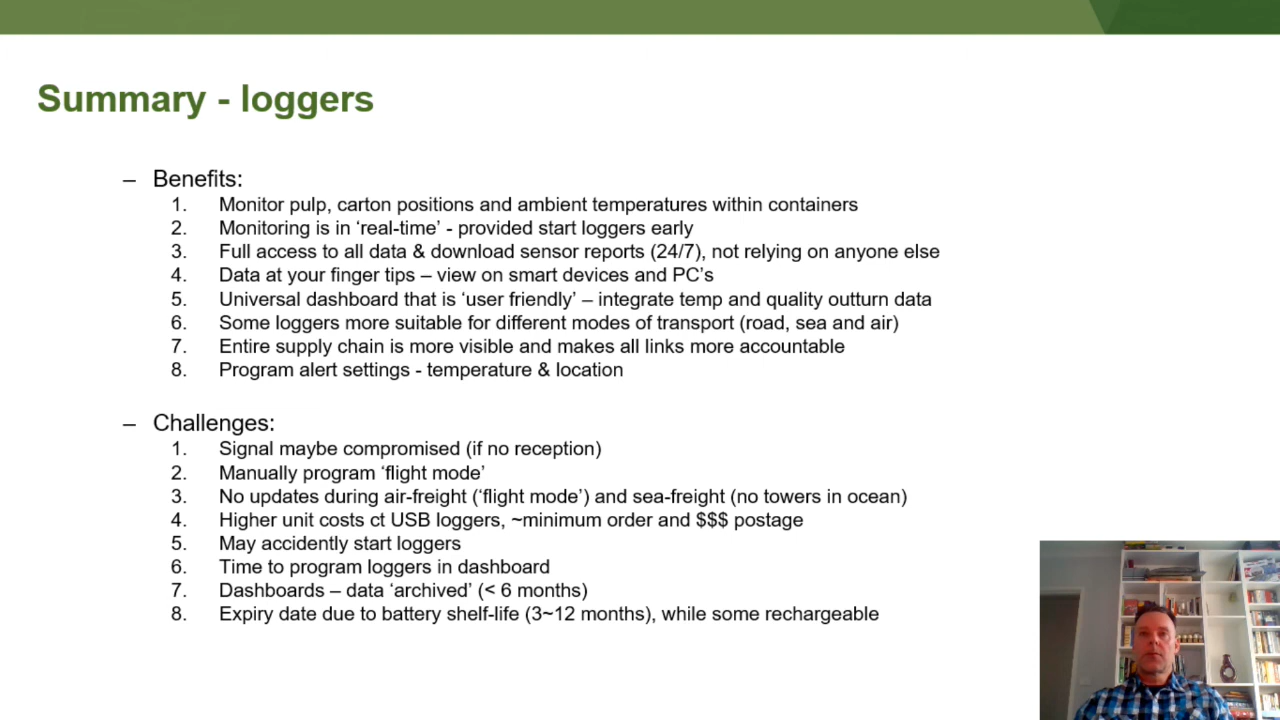 Summary - loggers
– Benefits:
1. Monitor pulp, carton positions and ambient temperatures within containers
2. Monitoring is in ‘real-time’ - provided start loggers early
3. Full access to all data & download sensor reports (24/7), not relying on anyone else
4. Data at your finger tips – view on smart devices and PC’s
5. Universal dashboard that is ‘user friendly’ – integrate temp and quality outturn data
6. Some loggers more suitable for different modes of transport (road, sea and air)
7. Entire supply chain is more visible and makes all links more accountable
8. Program alert settings - temperature & location
– Challenges:
1. Signal maybe compromised (if no reception)
2. Manually program ‘flight mode’
3. No updates during air-freight (‘flight mode’) and sea-freight (no towers in ocean)
4. Higher unit costs ct USB loggers, ~minimum order and $$$ postage
5. May accidently start loggers
6. Time to program loggers in dashboard
7. Dashboards – data ‘archived’ (< 6 months)
8. Expiry date due to battery shelf-life (3~12 months), while some rechargeable